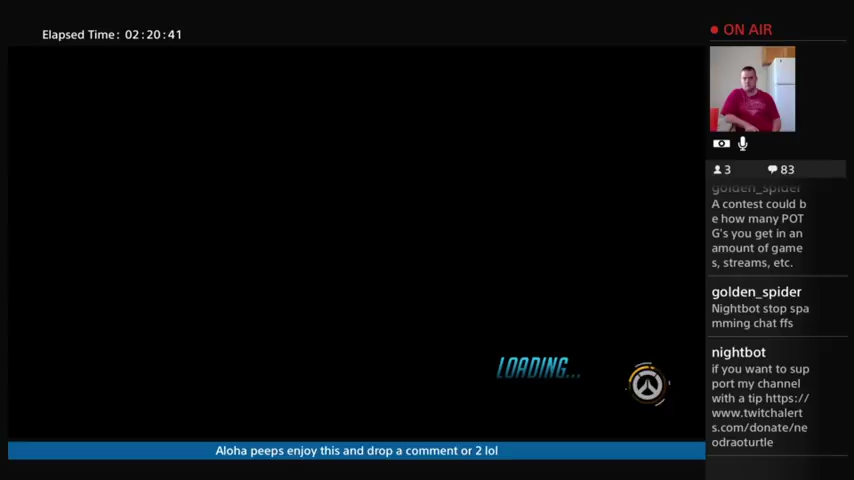 Elapsed Time: 02:20:41
ON AIR
3
83
golden_spider
A contest could b
e how many POT
G's you get in an
amount of game
s, streams, etc.
golden_spider
Nightbot stop spa
mming chat ffs
nightbot
if you want to sup
port my channel
with a tip https://
www.twitchalert
s.com/donate/ne
odraoturtle
LOADING...
Aloha peeps enjoy this and drop a comment or 2 lol